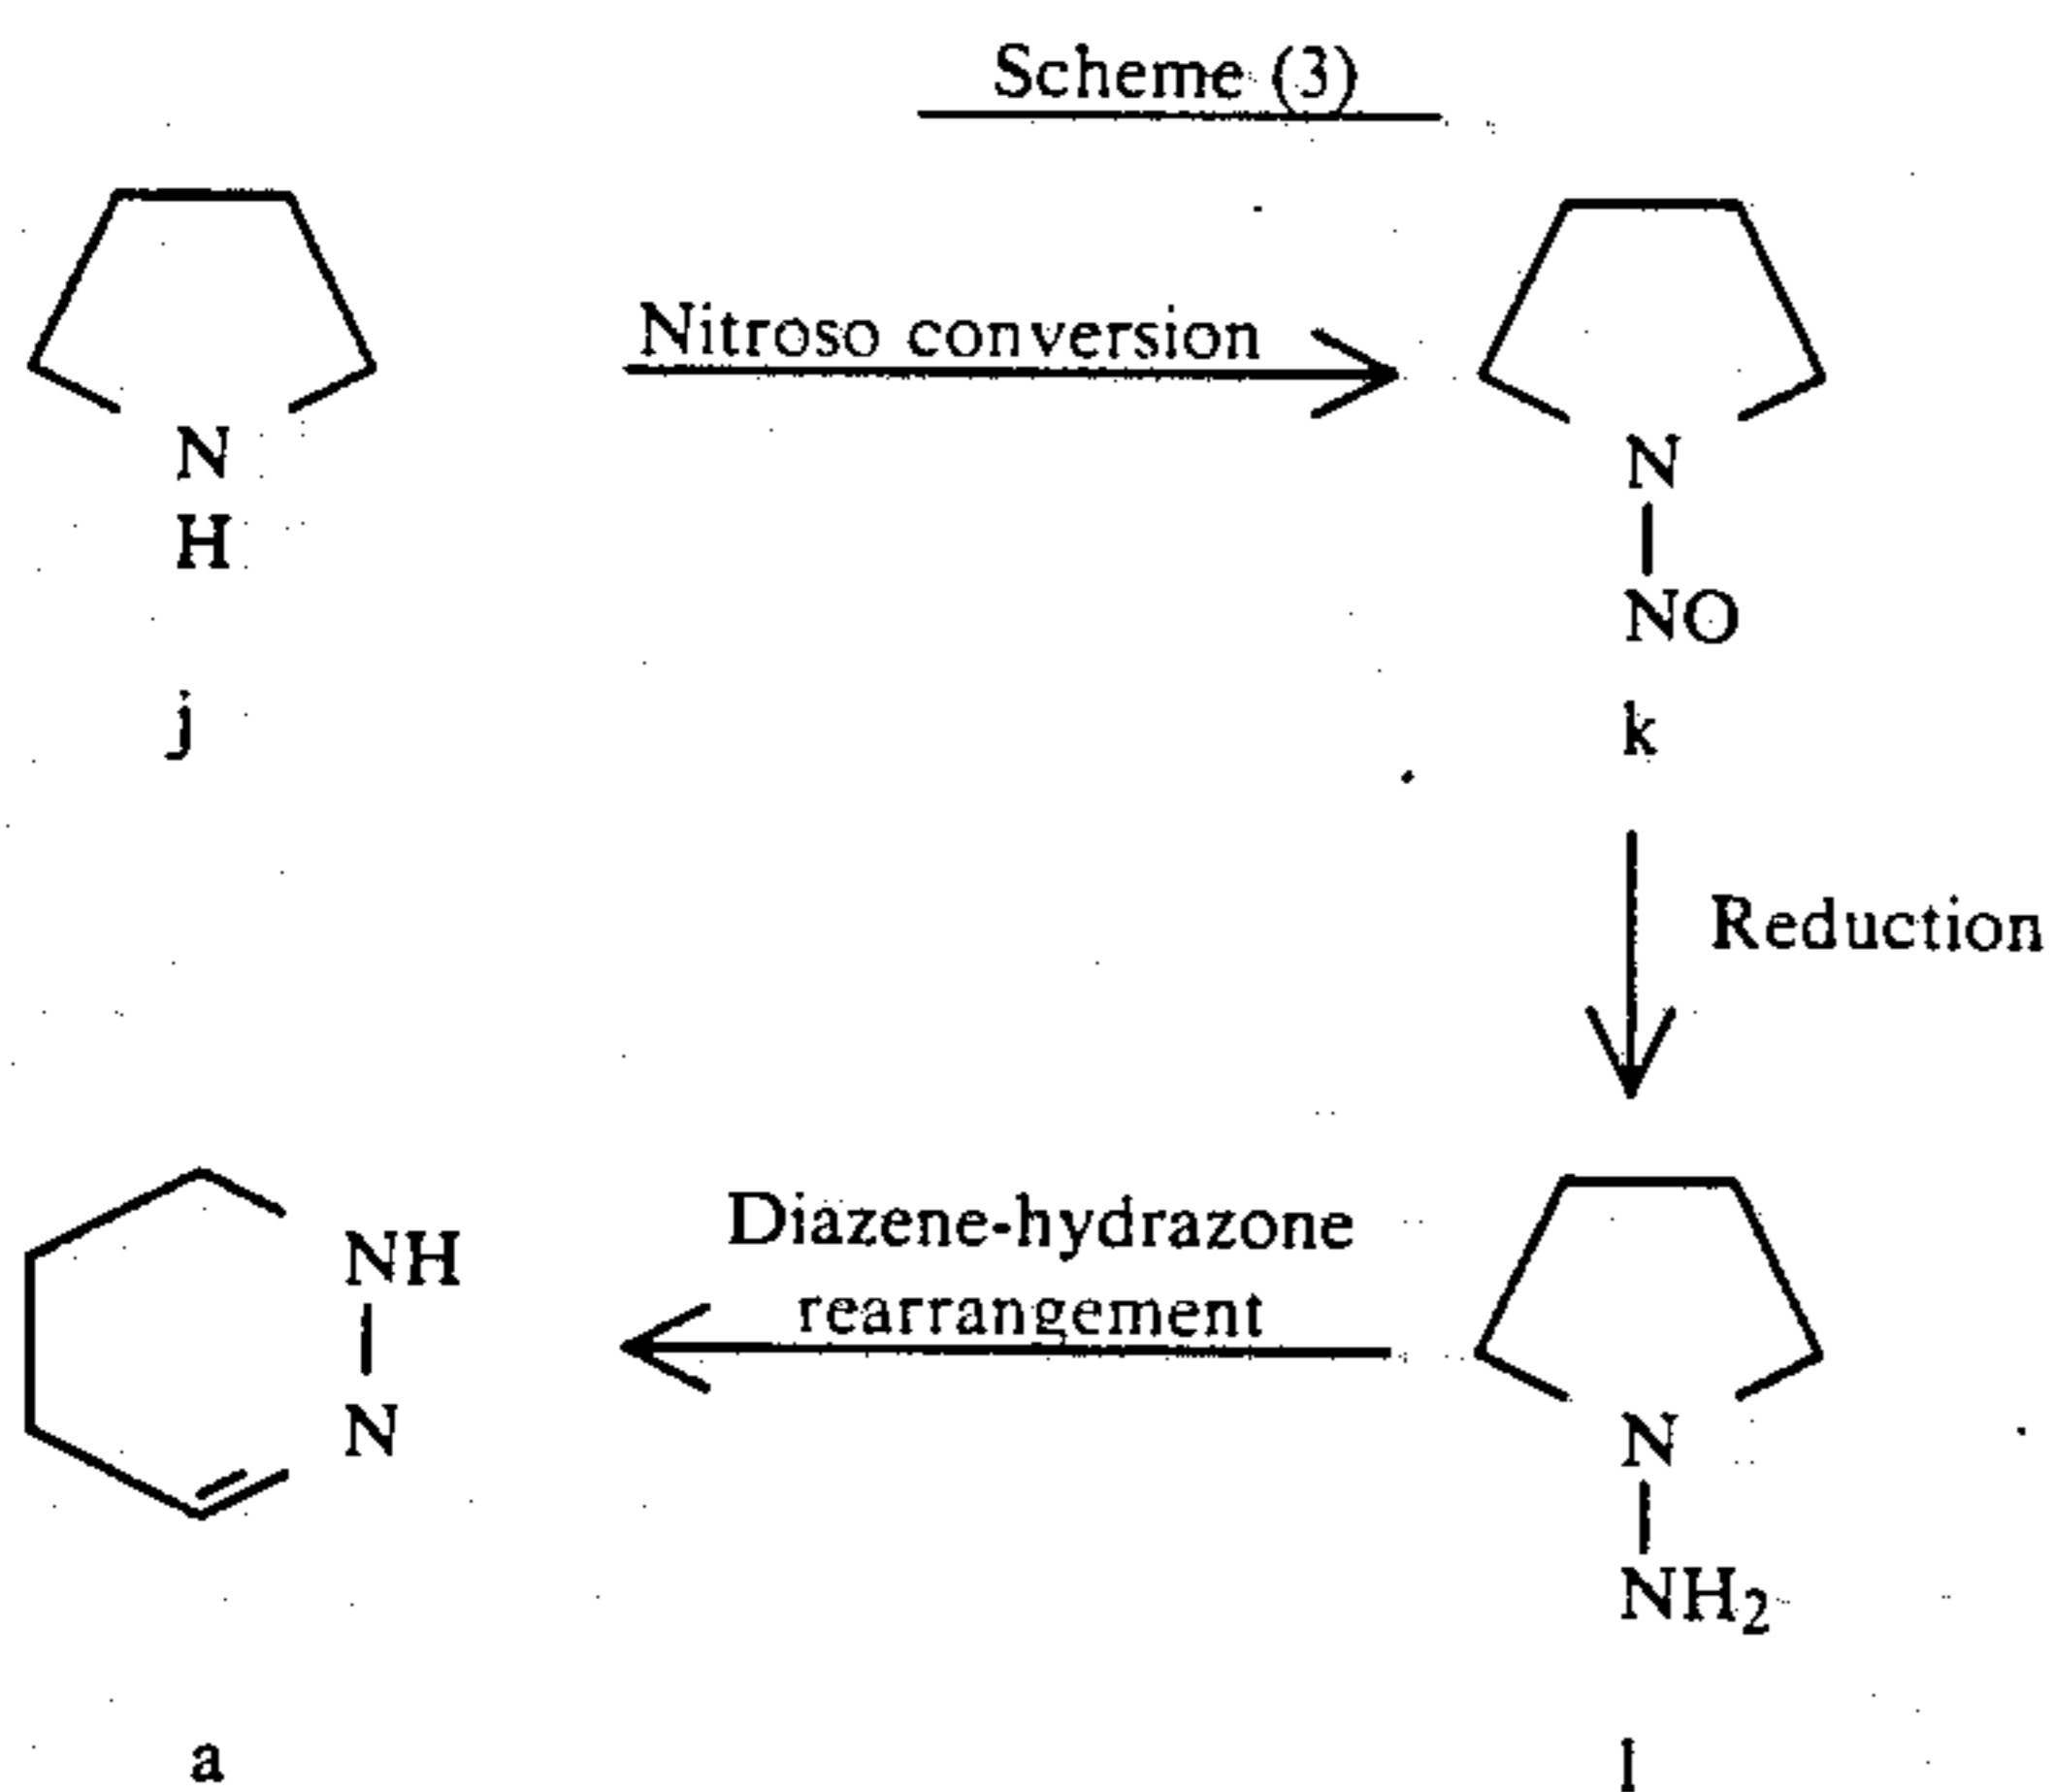 Scheme (3)
N
H
j
Nitroso conversion
N
NO
k
Reduction
N
NH₂
l
Diazene-hydrazone
rearrangement
NH
N
a